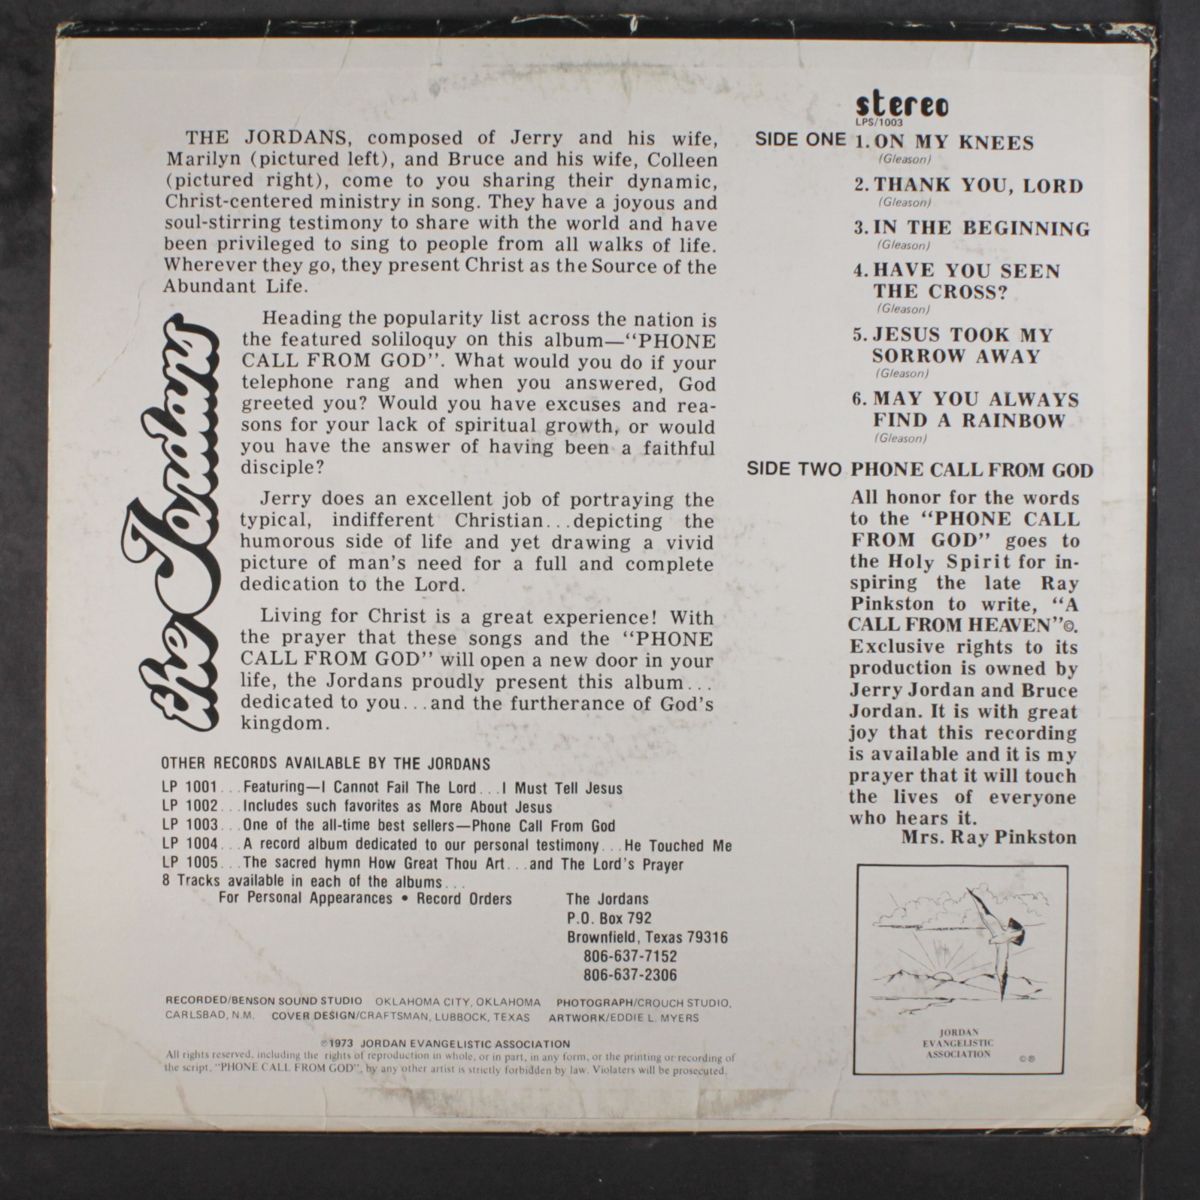 THE JORDANS, composed of Jerry and his wife,
Marilyn (pictured left), and Bruce and his wife, Colleen
(pictured right), come to you sharing their dynamic,
Christ-centered ministry in song. They have a joyous and
soul-stirring testimony to share with the world and have
been privileged to sing to people from all walks of life.
Wherever they go, they present Christ as the Source of the
Abundant Life.
Heading the popularity list across the nation is
the featured soliloquy on this album—“PHONE
CALL FROM GOD”. What would you do if your
telephone rang and when you answered, God
greeted you? Would you have excuses and rea-
sons for your lack of spiritual growth, or would
you have the answer of having been a faithful
disciple?
Jerry does an excellent job of portraying the
typical, indifferent Christian...depicting the
humorous side of life and yet drawing a vivid
picture of man's need for a full and complete
dedication to the Lord.
Living for Christ is a great experience! With
the prayer that these songs and the “PHONE
CALL FROM GOD” will open a new door in your
life, the Jordans proudly present this album...
dedicated to you...and the furtherance of God's
kingdom.
the Jordans
OTHER RECORDS AVAILABLE BY THE JORDANS
LP 1001...Featuring—I Cannot Fail The Lord...I Must Tell Jesus
LP 1002...Includes such favorites as More About Jesus
LP 1003...One of the all-time best sellers—Phone Call From God
LP 1004...A record album dedicated to our personal testimony...He Touched Me
LP 1005...The sacred hymn How Great Thou Art...and The Lord's Prayer
8 Tracks available in each of the albums...
For Personal Appearances • Record Orders
The Jordans
P.O. Box 792
Brownfield, Texas 79316
806-637-7152
806-637-2306
RECORDED/BENSON SOUND STUDIO OKLAHOMA CITY, OKLAHOMA PHOTOGRAPH/CROUCH STUDIO,
CARLSBAD, N.M. COVER DESIGN/CRAFTSMAN, LUBBOCK, TEXAS ARTWORK/EDDIE L. MYERS
℗1973 JORDAN EVANGELISTIC ASSOCIATION
All rights reserved, including the rights of reproduction in whole, or in part, in any form, or the printing or recording of
the script, “PHONE CALL FROM GOD”, by any other artist is strictly forbidden by law. Violaters will be prosecuted.
stereo
LPS/1003
SIDE ONE 1. ON MY KNEES
(Gleason)
2. THANK YOU, LORD
(Gleason)
3. IN THE BEGINNING
(Gleason)
4. HAVE YOU SEEN
THE CROSS?
(Gleason)
5. JESUS TOOK MY
SORROW AWAY
(Gleason)
6. MAY YOU ALWAYS
FIND A RAINBOW
(Gleason)
SIDE TWO PHONE CALL FROM GOD
All honor for the words
to the “PHONE CALL
FROM GOD” goes to
the Holy Spirit for in-
spiring the late Ray
Pinkston to write, “A
CALL FROM HEAVEN”©.
Exclusive rights to its
production is owned by
Jerry Jordan and Bruce
Jordan. It is with great
joy that this recording
is available and it is my
prayer that it will touch
the lives of everyone
who hears it.
Mrs. Ray Pinkston
JORDAN
EVANGELISTIC
ASSOCIATION
©®